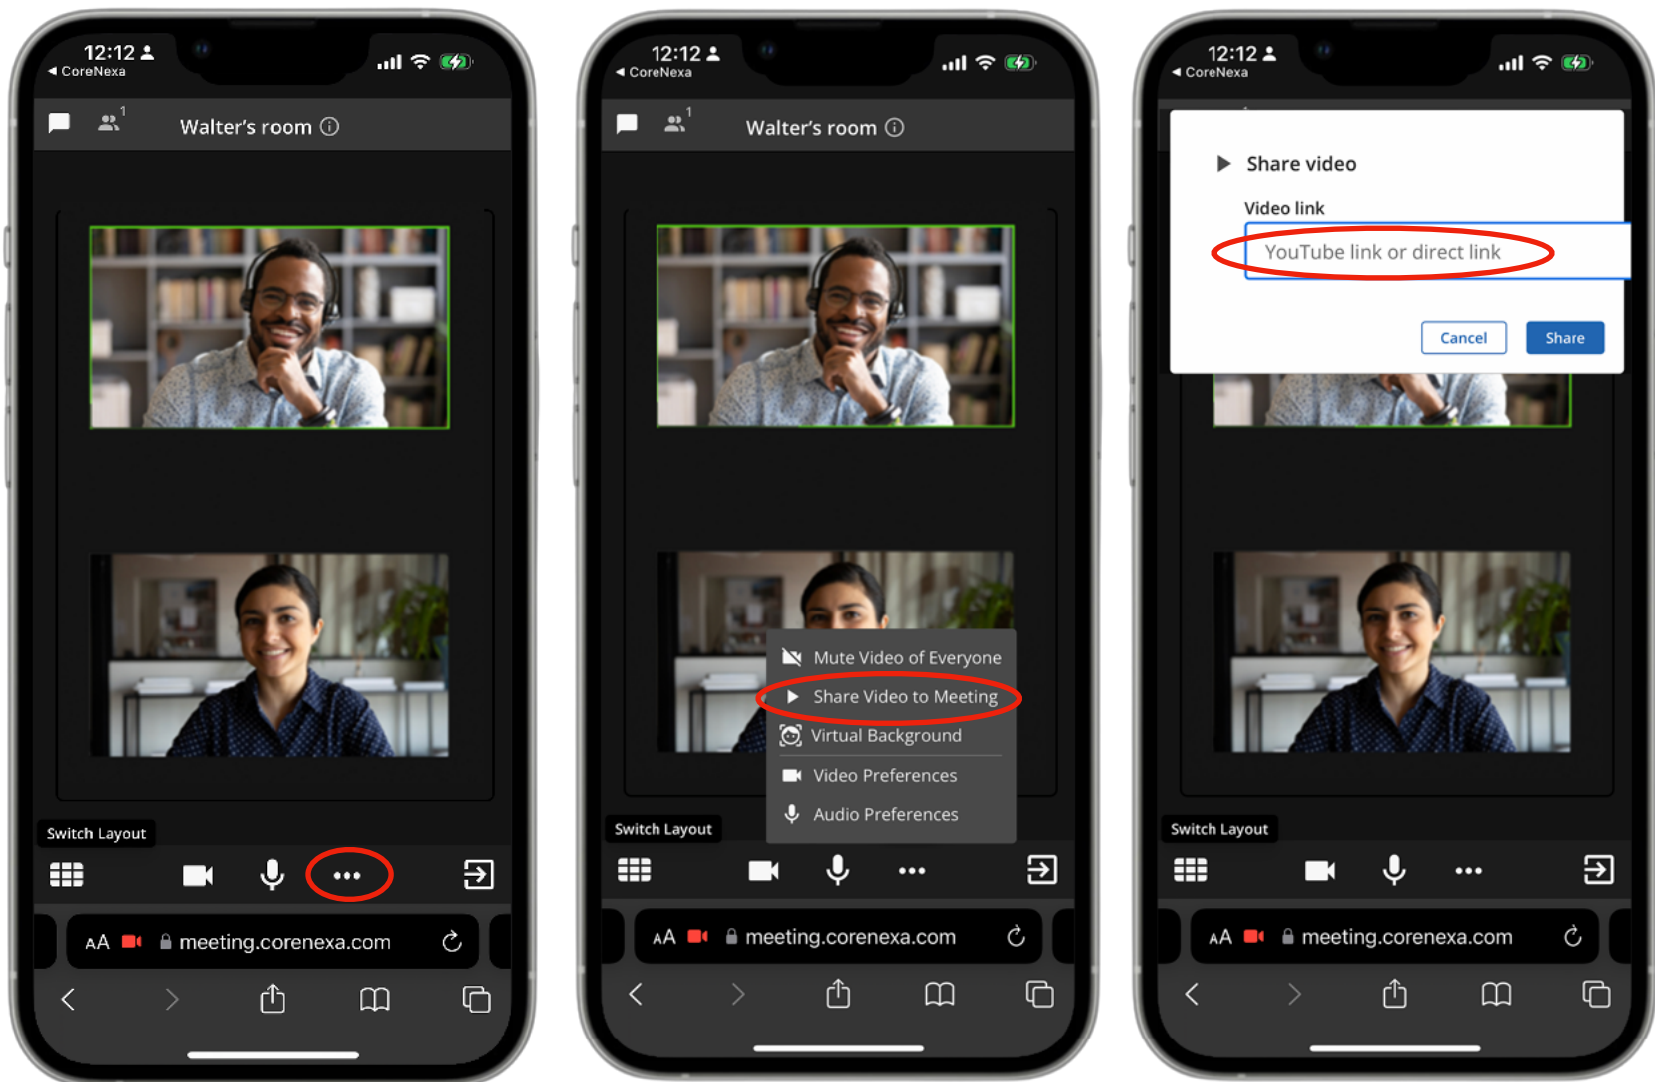 12:12
◀ CoreNexa
1
Walter's room
Switch Layout
AA
meeting.corenexa.com
12:12
◀ CoreNexa
1
Walter's room
Mute Video of Everyone
Share Video to Meeting
Virtual Background
Video Preferences
Audio Preferences
Switch Layout
AA
meeting.corenexa.com
12:12
◀ CoreNexa
Share video
Video link
YouTube link or direct link
Cancel
Share
Switch Layout
AA
meeting.corenexa.com